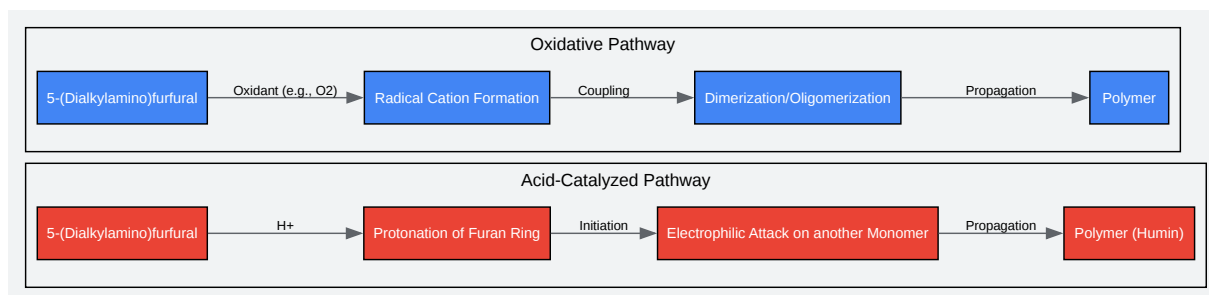 Oxidative Pathway
5-(Dialkylamino)furfural
Oxidant (e.g., O2)
Radical Cation Formation
Coupling
Dimerization/Oligomerization
Propagation
Polymer
Acid-Catalyzed Pathway
5-(Dialkylamino)furfural
H+
Protonation of Furan Ring
Initiation
Electrophilic Attack on another Monomer
Propagation
Polymer (Humin)